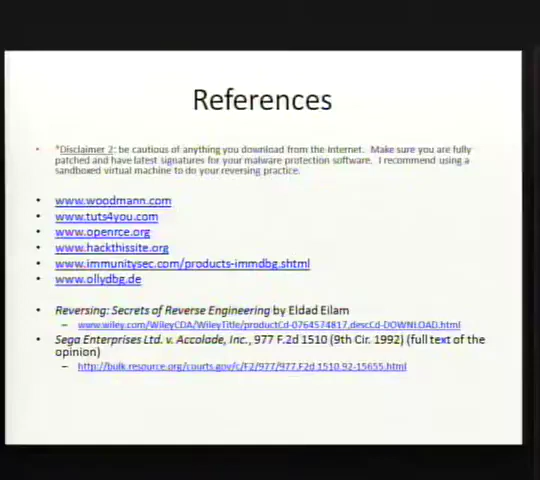 References
• *Disclaimer 2: be cautious of anything you download from the Internet. Make sure you are fully
patched and have latest signatures for your malware protection software. I recommend using a
sandboxed virtual machine to do your reversing practice.
• www.woodmann.com
• www.tuts4you.com
• www.openrce.org
• www.hackthissite.org
• www.immunitysec.com/products-immdbg.shtml
• www.ollydbg.de
• Reversing: Secrets of Reverse Engineering by Eldad Eilam
– www.wiley.com/WileyCDA/WileyTitle/productCd-0764574817,descCd-DOWNLOAD.html
• Sega Enterprises Ltd. v. Accolade, Inc., 977 F.2d 1510 (9th Cir. 1992) (full text of the
opinion)
– http://bulk.resource.org/courts.gov/c/F2/977/977.F2d.1510.92-15655.html